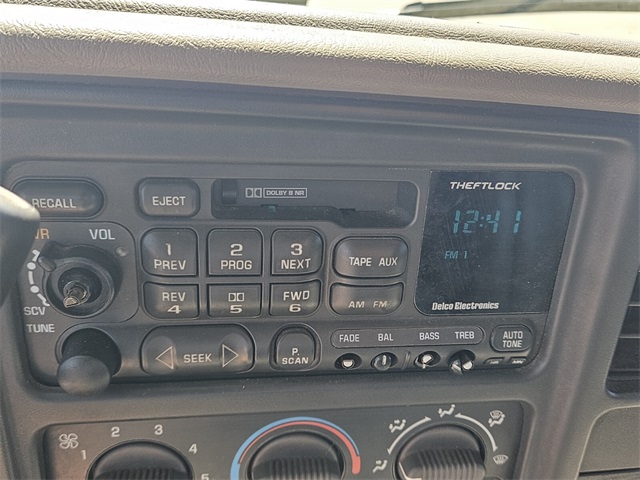 THEFTLOCK
RECALL
EJECT
DOLBY B NR
12:41
FM 1
VOL
1 PREV
2 PROG
3 NEXT
TAPE AUX
REV 4
5
FWD 6
AM FM
Delco Electronics
SCV
TUNE
SEEK
P. SCAN
FADE BAL BASS TREB
AUTO TONE
1 2 3 4 5